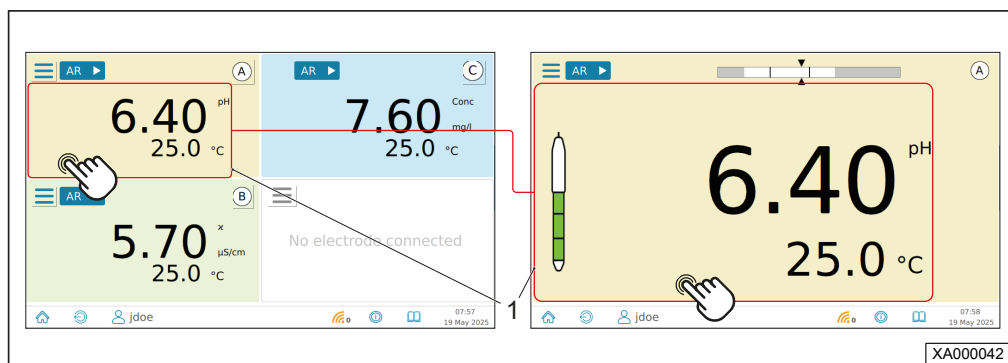 AR
A
6.40
pH
25.0 °C
AR
C
7.60
Conc
mg/l
25.0 °C
AR
B
5.70
ϰ
µS/cm
25.0 °C
No electrode connected
jdoe
0
07:57
19 May 2025
1
AR
A
6.40
pH
25.0 °C
jdoe
0
07:58
19 May 2025
XA000042